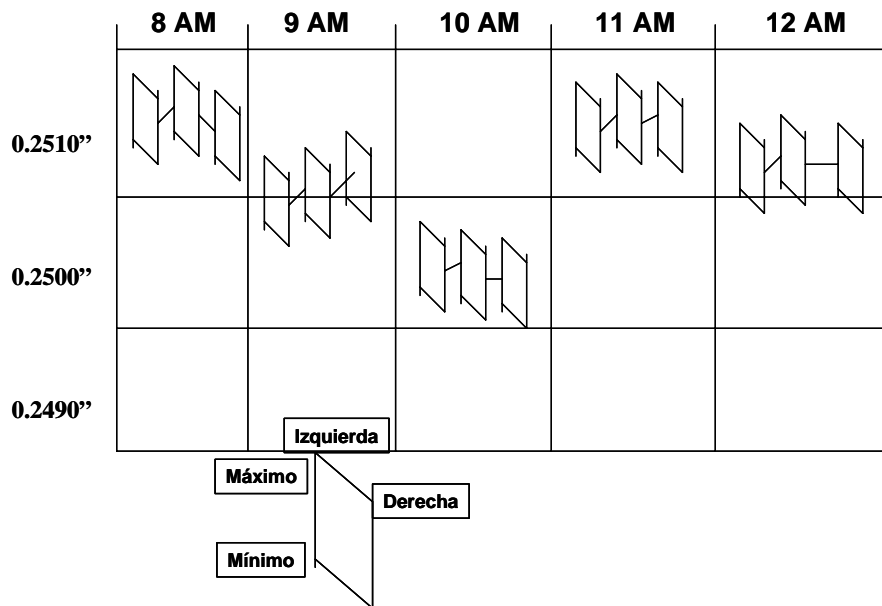 8 AM 9 AM 10 AM 11 AM 12 AM
0.2510”
0.2500”
0.2490”
Izquierda
Máximo
Derecha
Mínimo